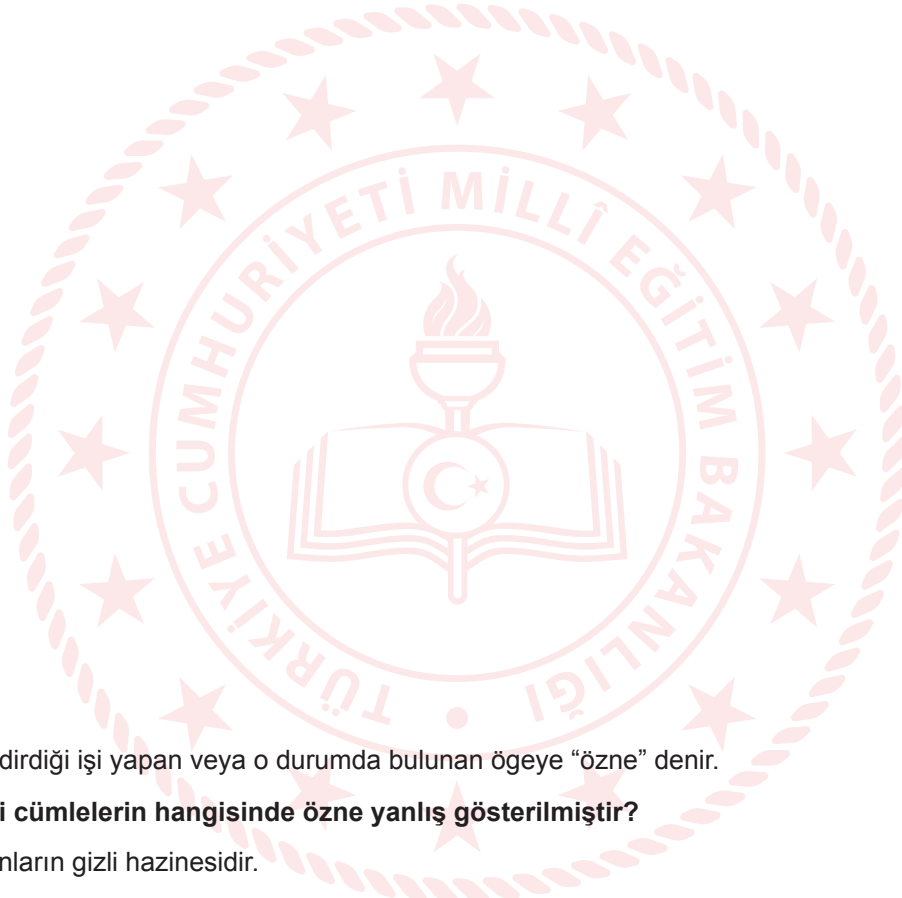 TÜRKİYE CUMHURİYETİ MİLLÎ EĞİTİM BAKANLIĞI
dirdiği işi yapan veya o durumda bulunan ögeye “özne” denir.
i cümlelerin hangisinde özne yanlış gösterilmiştir?
nların gizli hazinesidir.